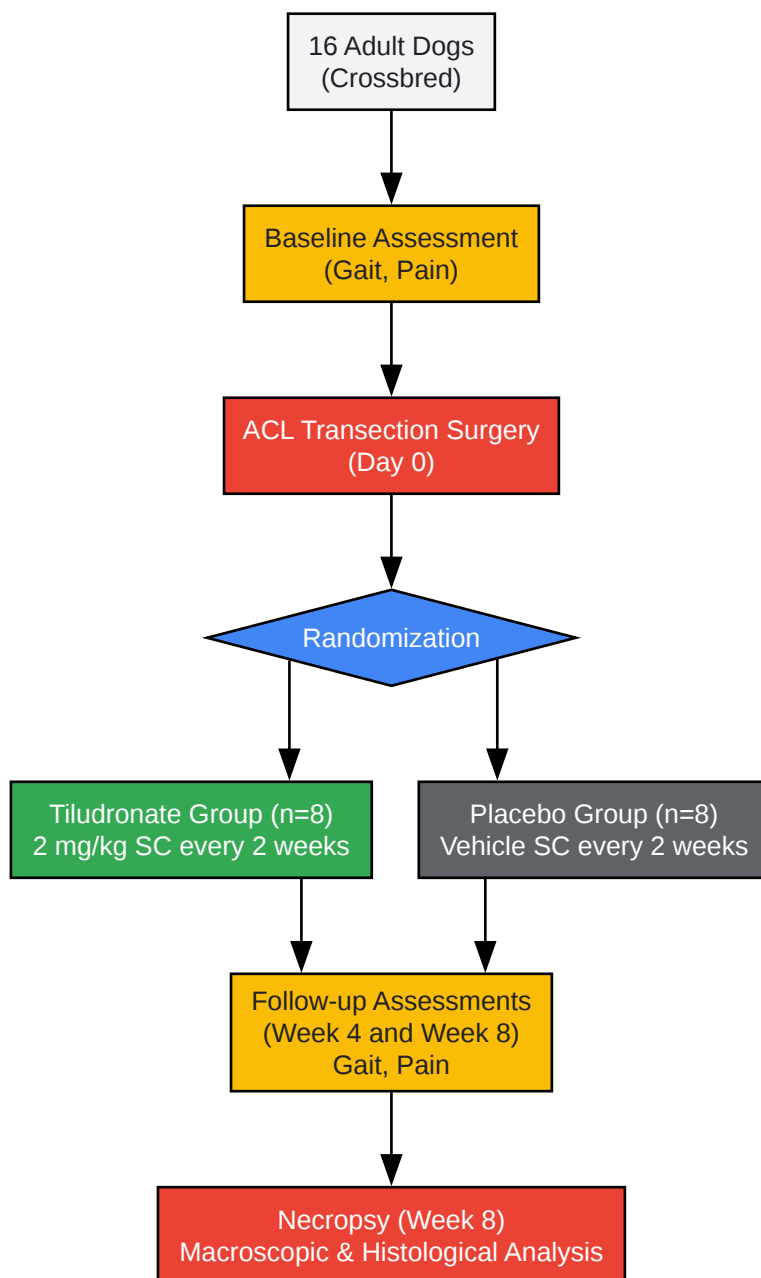 16 Adult Dogs
(Crossbred)
Baseline Assessment
(Gait, Pain)
ACL Transection Surgery
(Day 0)
Randomization
Tiludronate Group (n=8)
2 mg/kg SC every 2 weeks
Placebo Group (n=8)
Vehicle SC every 2 weeks
Follow-up Assessments
(Week 4 and Week 8)
Gait, Pain
Necropsy (Week 8)
Macroscopic & Histological Analysis